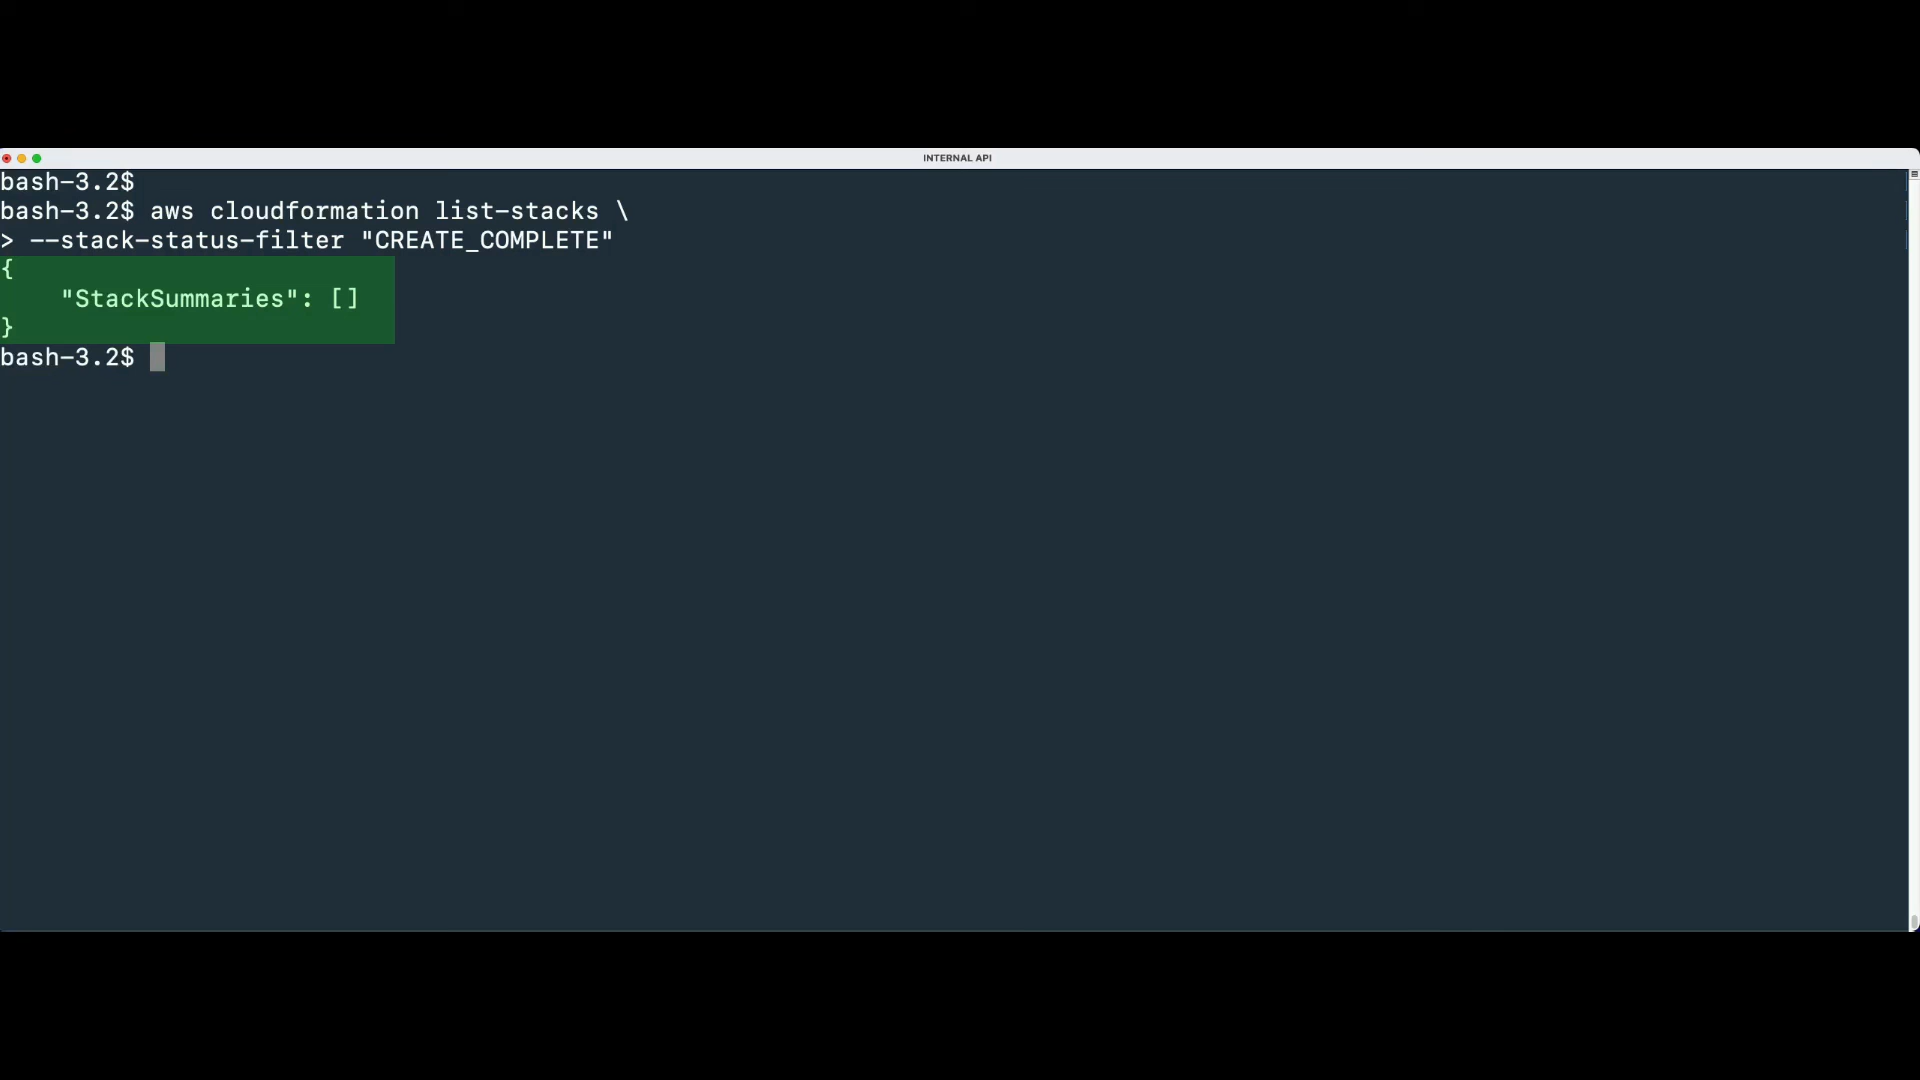 INTERNAL API
bash-3.2$
bash-3.2$ aws cloudformation list-stacks \
> --stack-status-filter "CREATE_COMPLETE"
{
    "StackSummaries": []
}
bash-3.2$